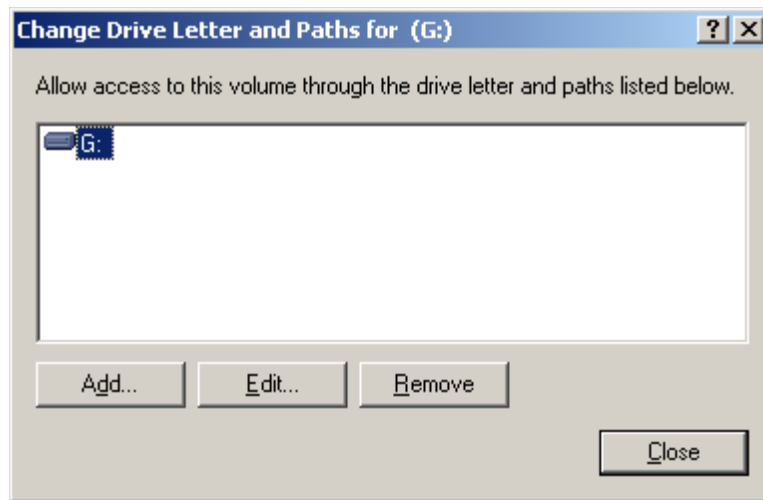 Change Drive Letter and Paths for (G:)
Allow access to this volume through the drive letter and paths listed below.
G:
Add... Edit... Remove
Close